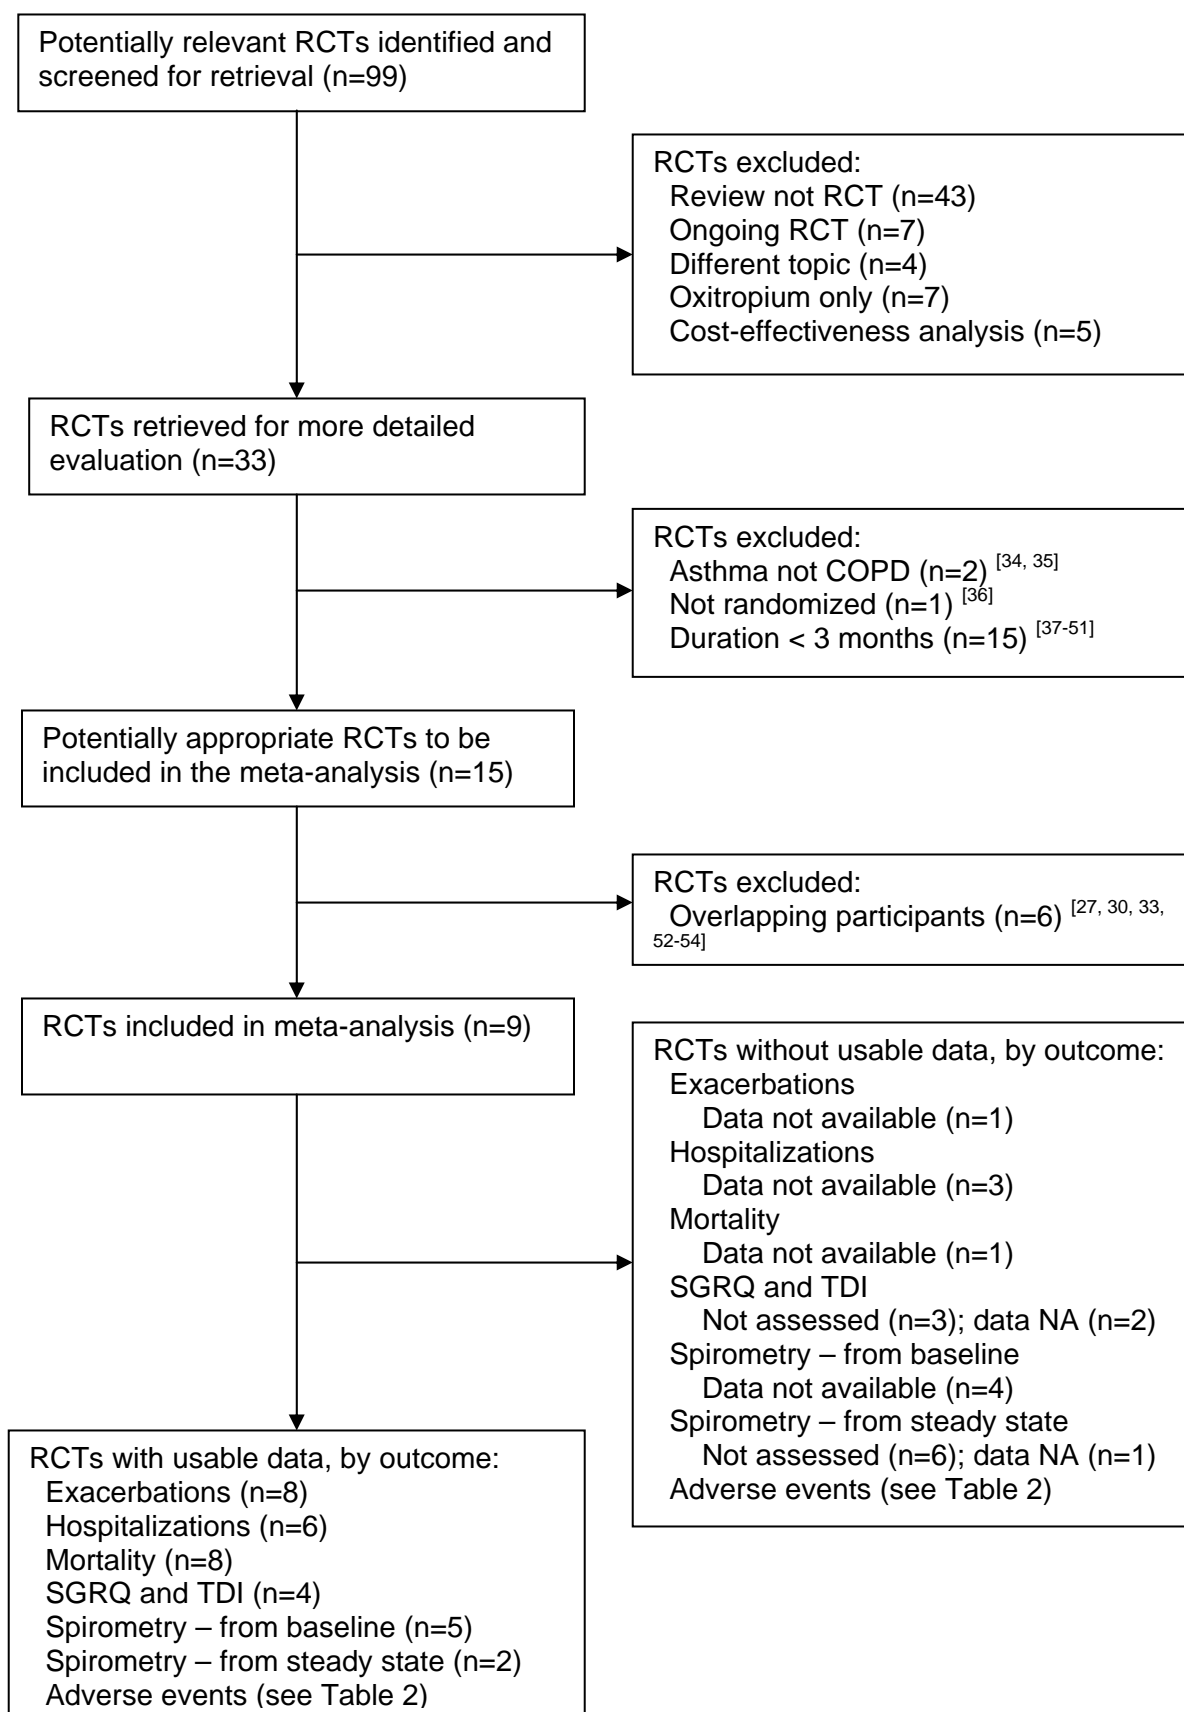 Potentially relevant RCTs identified and
screened for retrieval (n=99)
RCTs excluded:
Review not RCT (n=43)
Ongoing RCT (n=7)
Different topic (n=4)
Oxitropium only (n=7)
Cost-effectiveness analysis (n=5)
RCTs retrieved for more detailed
evaluation (n=33)
RCTs excluded:
Asthma not COPD (n=2) [34, 35]
Not randomized (n=1) [36]
Duration < 3 months (n=15) [37-51]
Potentially appropriate RCTs to be
included in the meta-analysis (n=15)
RCTs excluded:
Overlapping participants (n=6) [27, 30, 33,
52-54]
RCTs included in meta-analysis (n=9)
RCTs without usable data, by outcome:
Exacerbations
Data not available (n=1)
Hospitalizations
Data not available (n=3)
Mortality
Data not available (n=1)
SGRQ and TDI
Not assessed (n=3); data NA (n=2)
Spirometry – from baseline
Data not available (n=4)
Spirometry – from steady state
Not assessed (n=6); data NA (n=1)
Adverse events (see Table 2)
RCTs with usable data, by outcome:
Exacerbations (n=8)
Hospitalizations (n=6)
Mortality (n=8)
SGRQ and TDI (n=4)
Spirometry – from baseline (n=5)
Spirometry – from steady state (n=2)
Adverse events (see Table 2)